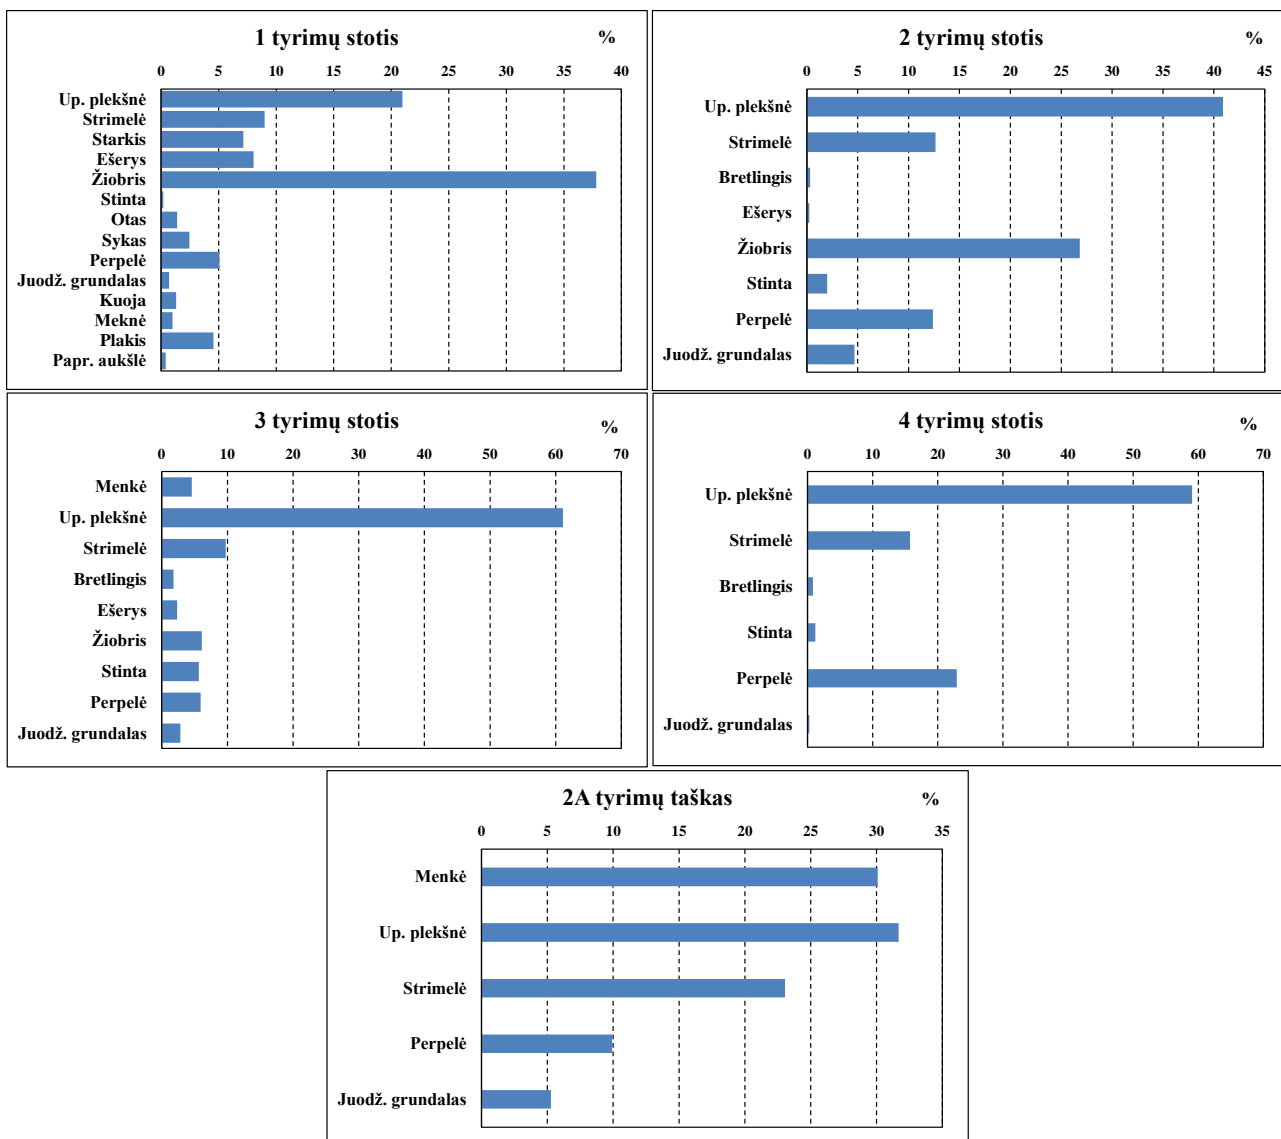 1 tyrimų stotis
%
0 5 10 15 20 25 30 35 40
Up. plekšnė
Strimelė
Starkis
Ešerys
Žiobris
Stinta
Otas
Sykas
Perpelė
Juodž. grundalas
Kuoja
Meknė
Plakis
Papr. aukšlė
2 tyrimų stotis
%
0 5 10 15 20 25 30 35 40 45
Up. plekšnė
Strimelė
Bretlingis
Ešerys
Žiobris
Stinta
Perpelė
Juodž. grundalas
3 tyrimų stotis
%
0 10 20 30 40 50 60 70
Menkė
Up. plekšnė
Strimelė
Bretlingis
Ešerys
Žiobris
Stinta
Perpelė
Juodž. grundalas
4 tyrimų stotis
%
0 10 20 30 40 50 60 70
Up. plekšnė
Strimelė
Bretlingis
Stinta
Perpelė
Juodž. grundalas
2A tyrimų taškas
%
0 5 10 15 20 25 30 35
Menkė
Up. plekšnė
Strimelė
Perpelė
Juodž. grundalas